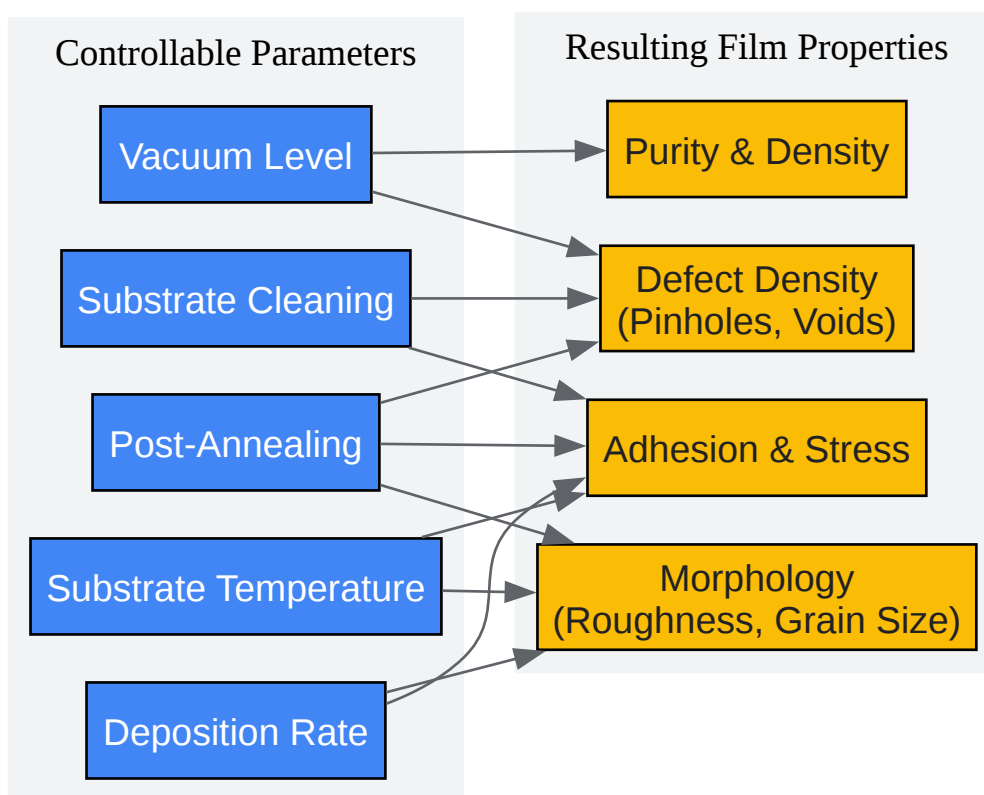 Controllable Parameters
Vacuum Level
Substrate Cleaning
Post-Annealing
Substrate Temperature
Deposition Rate
Resulting Film Properties
Purity & Density
Defect Density
(Pinholes, Voids)
Adhesion & Stress
Morphology
(Roughness, Grain Size)